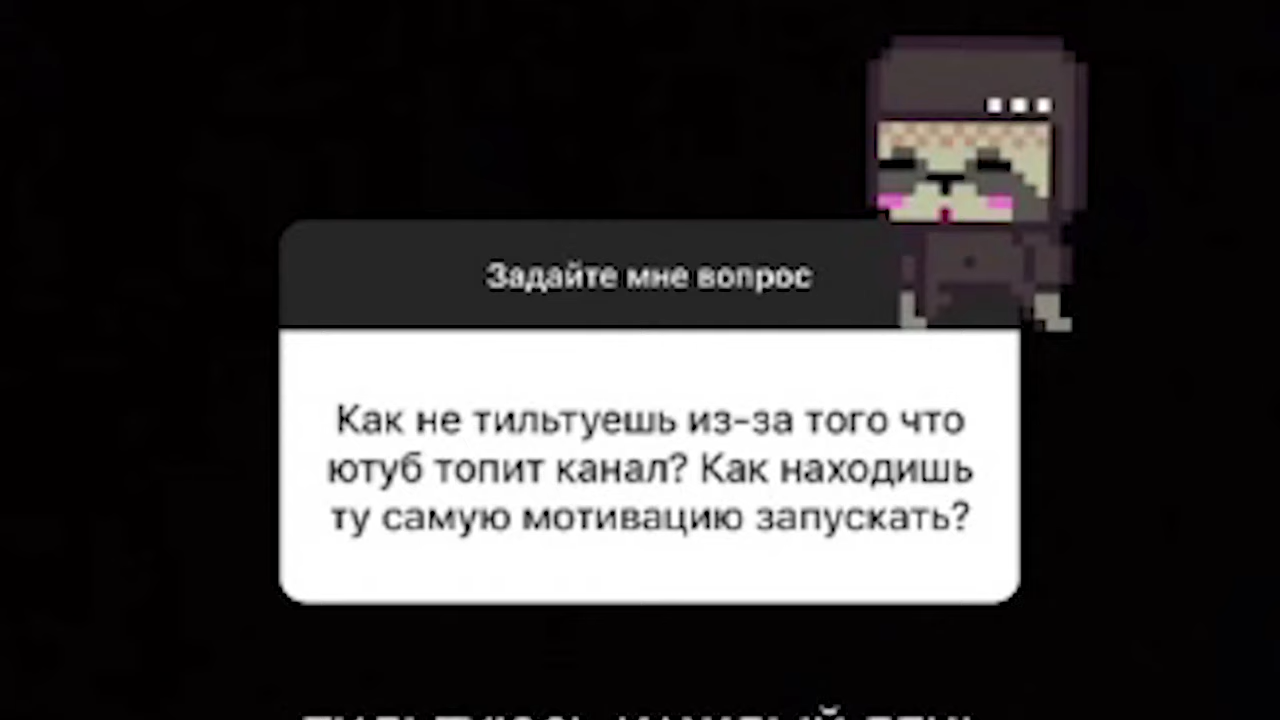 Задайте мне вопрос
Как не тильтуешь из-за того что
ютуб топит канал? Как находишь
ту самую мотивацию запускать?